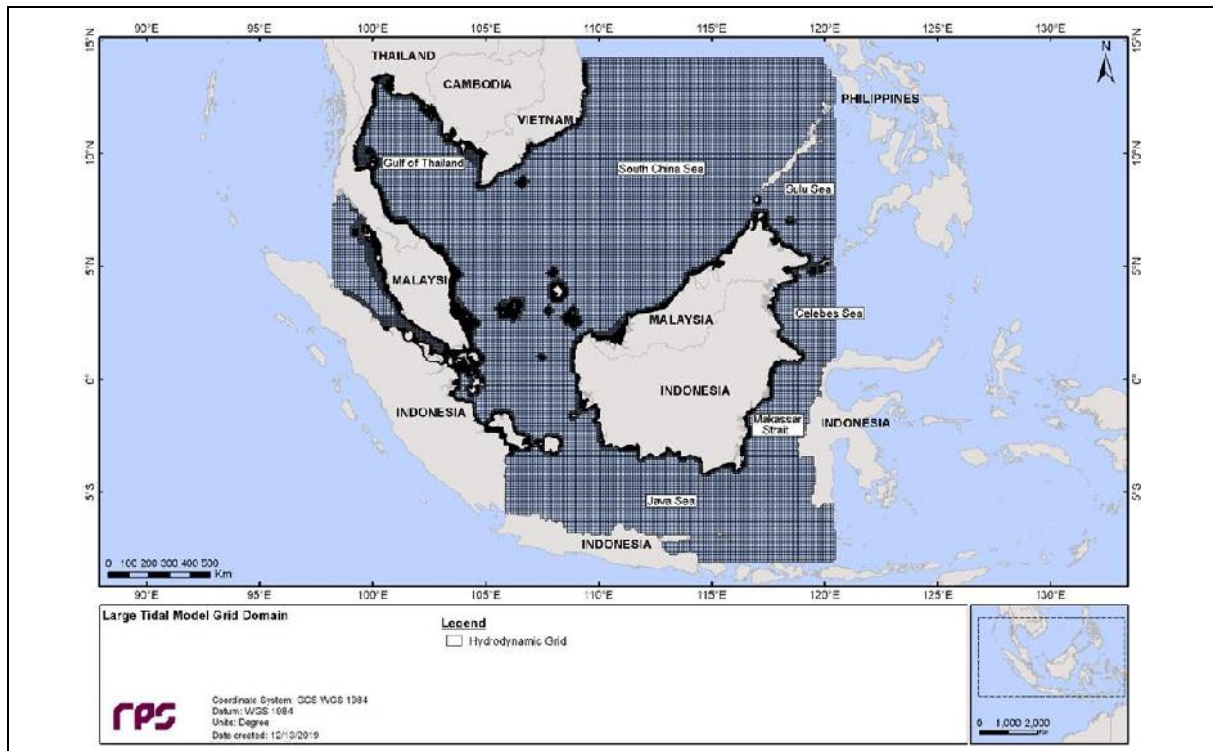 90°E 95°E 100°E 105°E 110°E 115°E 120°E 125°E 130°E
15°N
15°N
N
THAILAND
CAMBODIA
PHILIPPINES
VIETNAM
10°N
10°N
Gulf of Thailand
South China Sea
Sulu Sea
5°N
5°N
MALAYSI
Celebes Sea
MALAYSIA
0°
0°
INDONESIA
INDONESIA
Makassar
Strait
INDONESIA
5°S
5°S
Java Sea
INDONESIA
0 100 200 300 400 500
Km
90°E 95°E 100°E 105°E 110°E 115°E 120°E 125°E 130°E
Large Tidal Model Grid Domain
Legend
Hydrodynamic Grid
rps
Coordinate System: GCS WGS 1984
Datum: WGS 1984
Units: Degree
Date created: 12/13/2019
0 1,000 2,000
Km